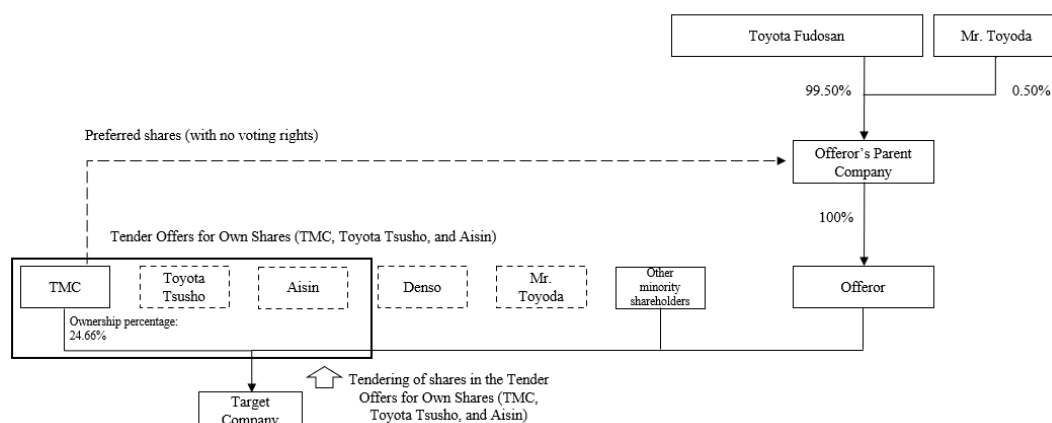 Toyota Fudosan
Mr. Toyoda
99.50%
0.50%
Preferred shares (with no voting rights)
Offeror's Parent
Company
100%
Tender Offers for Own Shares (TMC, Toyota Tsusho, and Aisin)
TMC
Toyota
Tsusho
Aisin
Denso
Mr.
Toyoda
Other
minority
shareholders
Offeror
Ownership percentage:
24.66%
Tendering of shares in the Tender
Offers for Own Shares (TMC,
Toyota Tsusho, and Aisin)
Target
Company